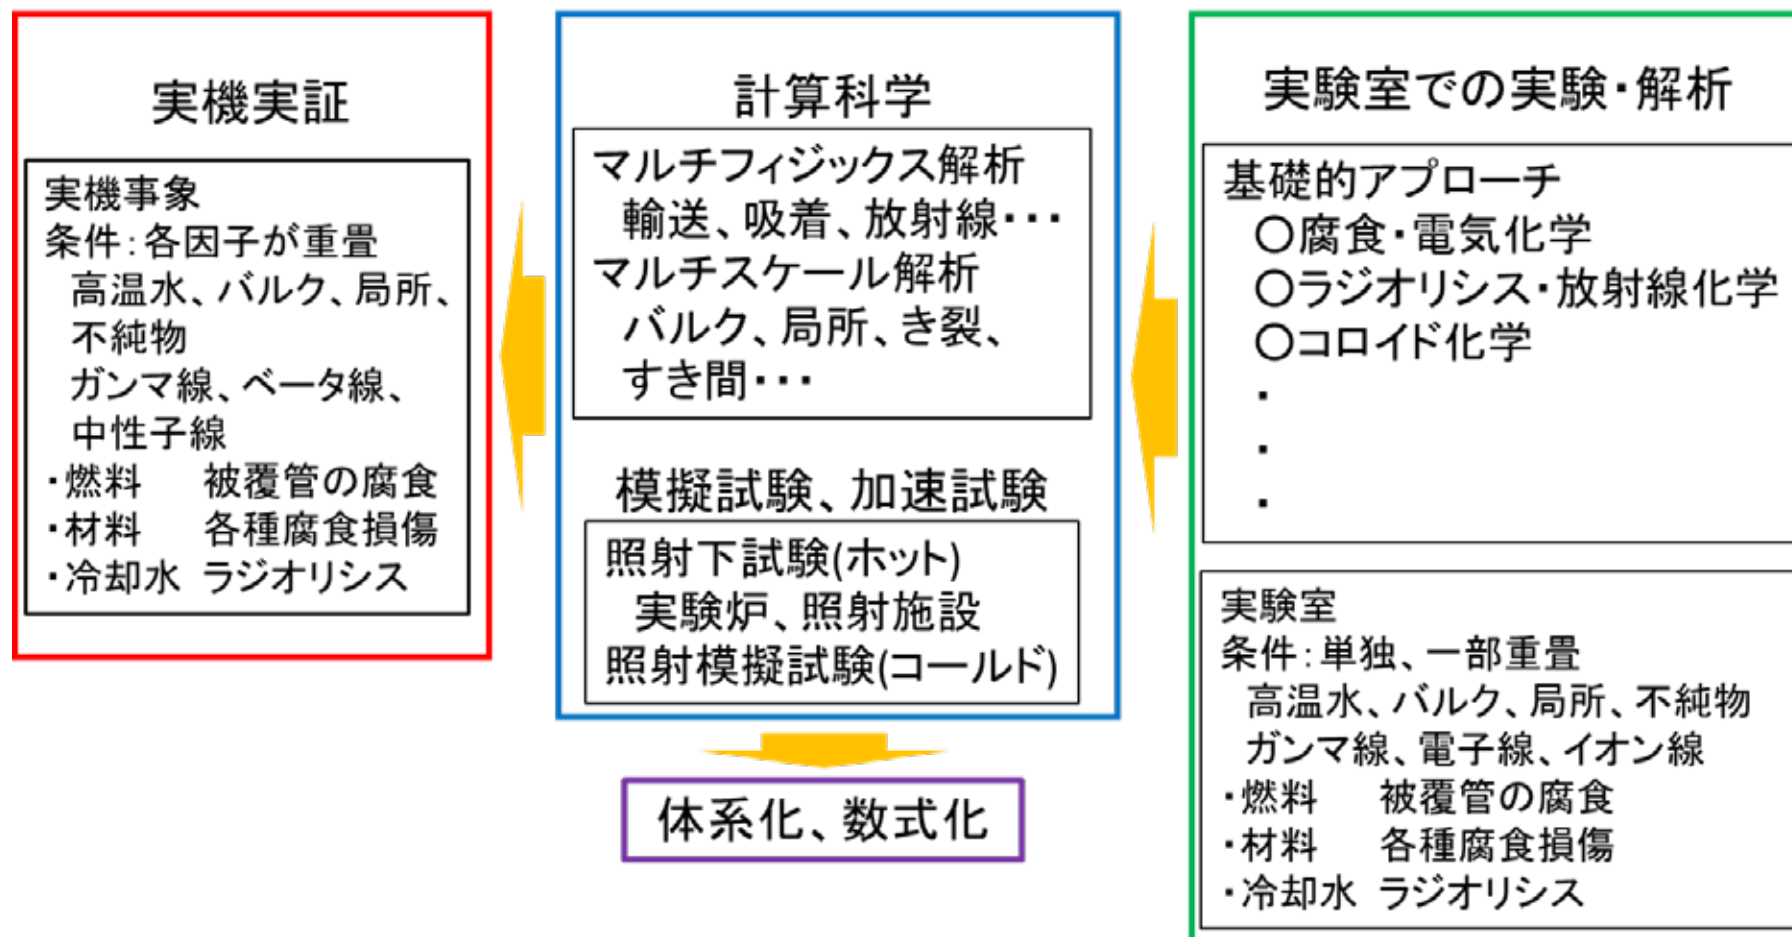 実機実証
実機事象
条件:各因子が重畳
高温水、バルク、局所、
不純物
ガンマ線、ベータ線、
中性子線
・燃料 被覆管の腐食
・材料 各種腐食損傷
・冷却水 ラジオリシス
計算科学
マルチフィジックス解析
輸送、吸着、放射線・・・
マルチスケール解析
バルク、局所、き裂、
すき間・・・
模擬試験、加速試験
照射下試験(ホット)
実験炉、照射施設
照射模擬試験(コールド)
体系化、数式化
実験室での実験・解析
基礎的アプローチ
〇腐食・電気化学
〇ラジオリシス・放射線化学
〇コロイド化学
・
・
・
実験室
条件:単独、一部重畳
高温水、バルク、局所、不純物
ガンマ線、電子線、イオン線
・燃料 被覆管の腐食
・材料 各種腐食損傷
・冷却水 ラジオリシス